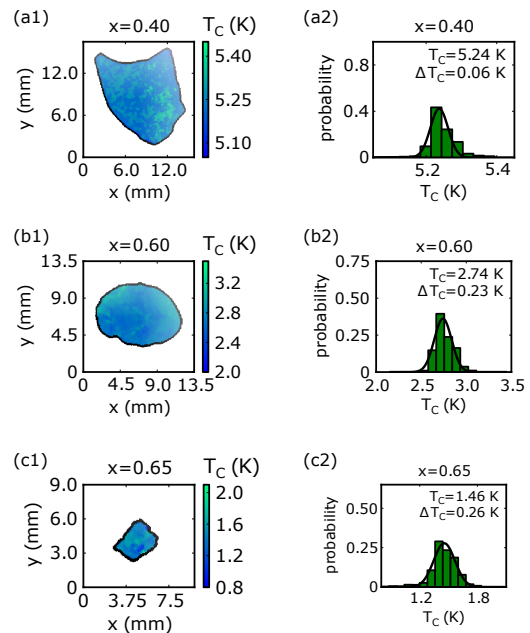 (a1) x=0.40 T_C (K) (a2) x=0.40
15.0
10.0
5.0
0
y (mm)
6.0 12.0
x (mm)
5.40
5.25
5.10
T_C=5.24 K
ΔT_C=0.06 K
0.8
0.4
0
probability
5.2 5.4
T_C (K)
(b1) x=0.60 T_C (K) (b2) x=0.60
13.5
9.0
4.5
0
y (mm)
0 4.5 9.0 13.5
x (mm)
3.2
2.8
2.4
2.0
T_C=2.74 K
ΔT_C=0.23 K
0.75
0.50
0.25
0
probability
2.0 2.5 3.0 3.5
T_C (K)
(c1) x=0.65 T_C (K) (c2) x=0.65
9.0
6.0
3.0
0
y (mm)
0 3.75 7.5
x (mm)
2.0
1.6
1.2
0.8
T_C=1.46 K
ΔT_C=0.26 K
0.50
0.25
0
probability
1.2 1.8
T_C (K)